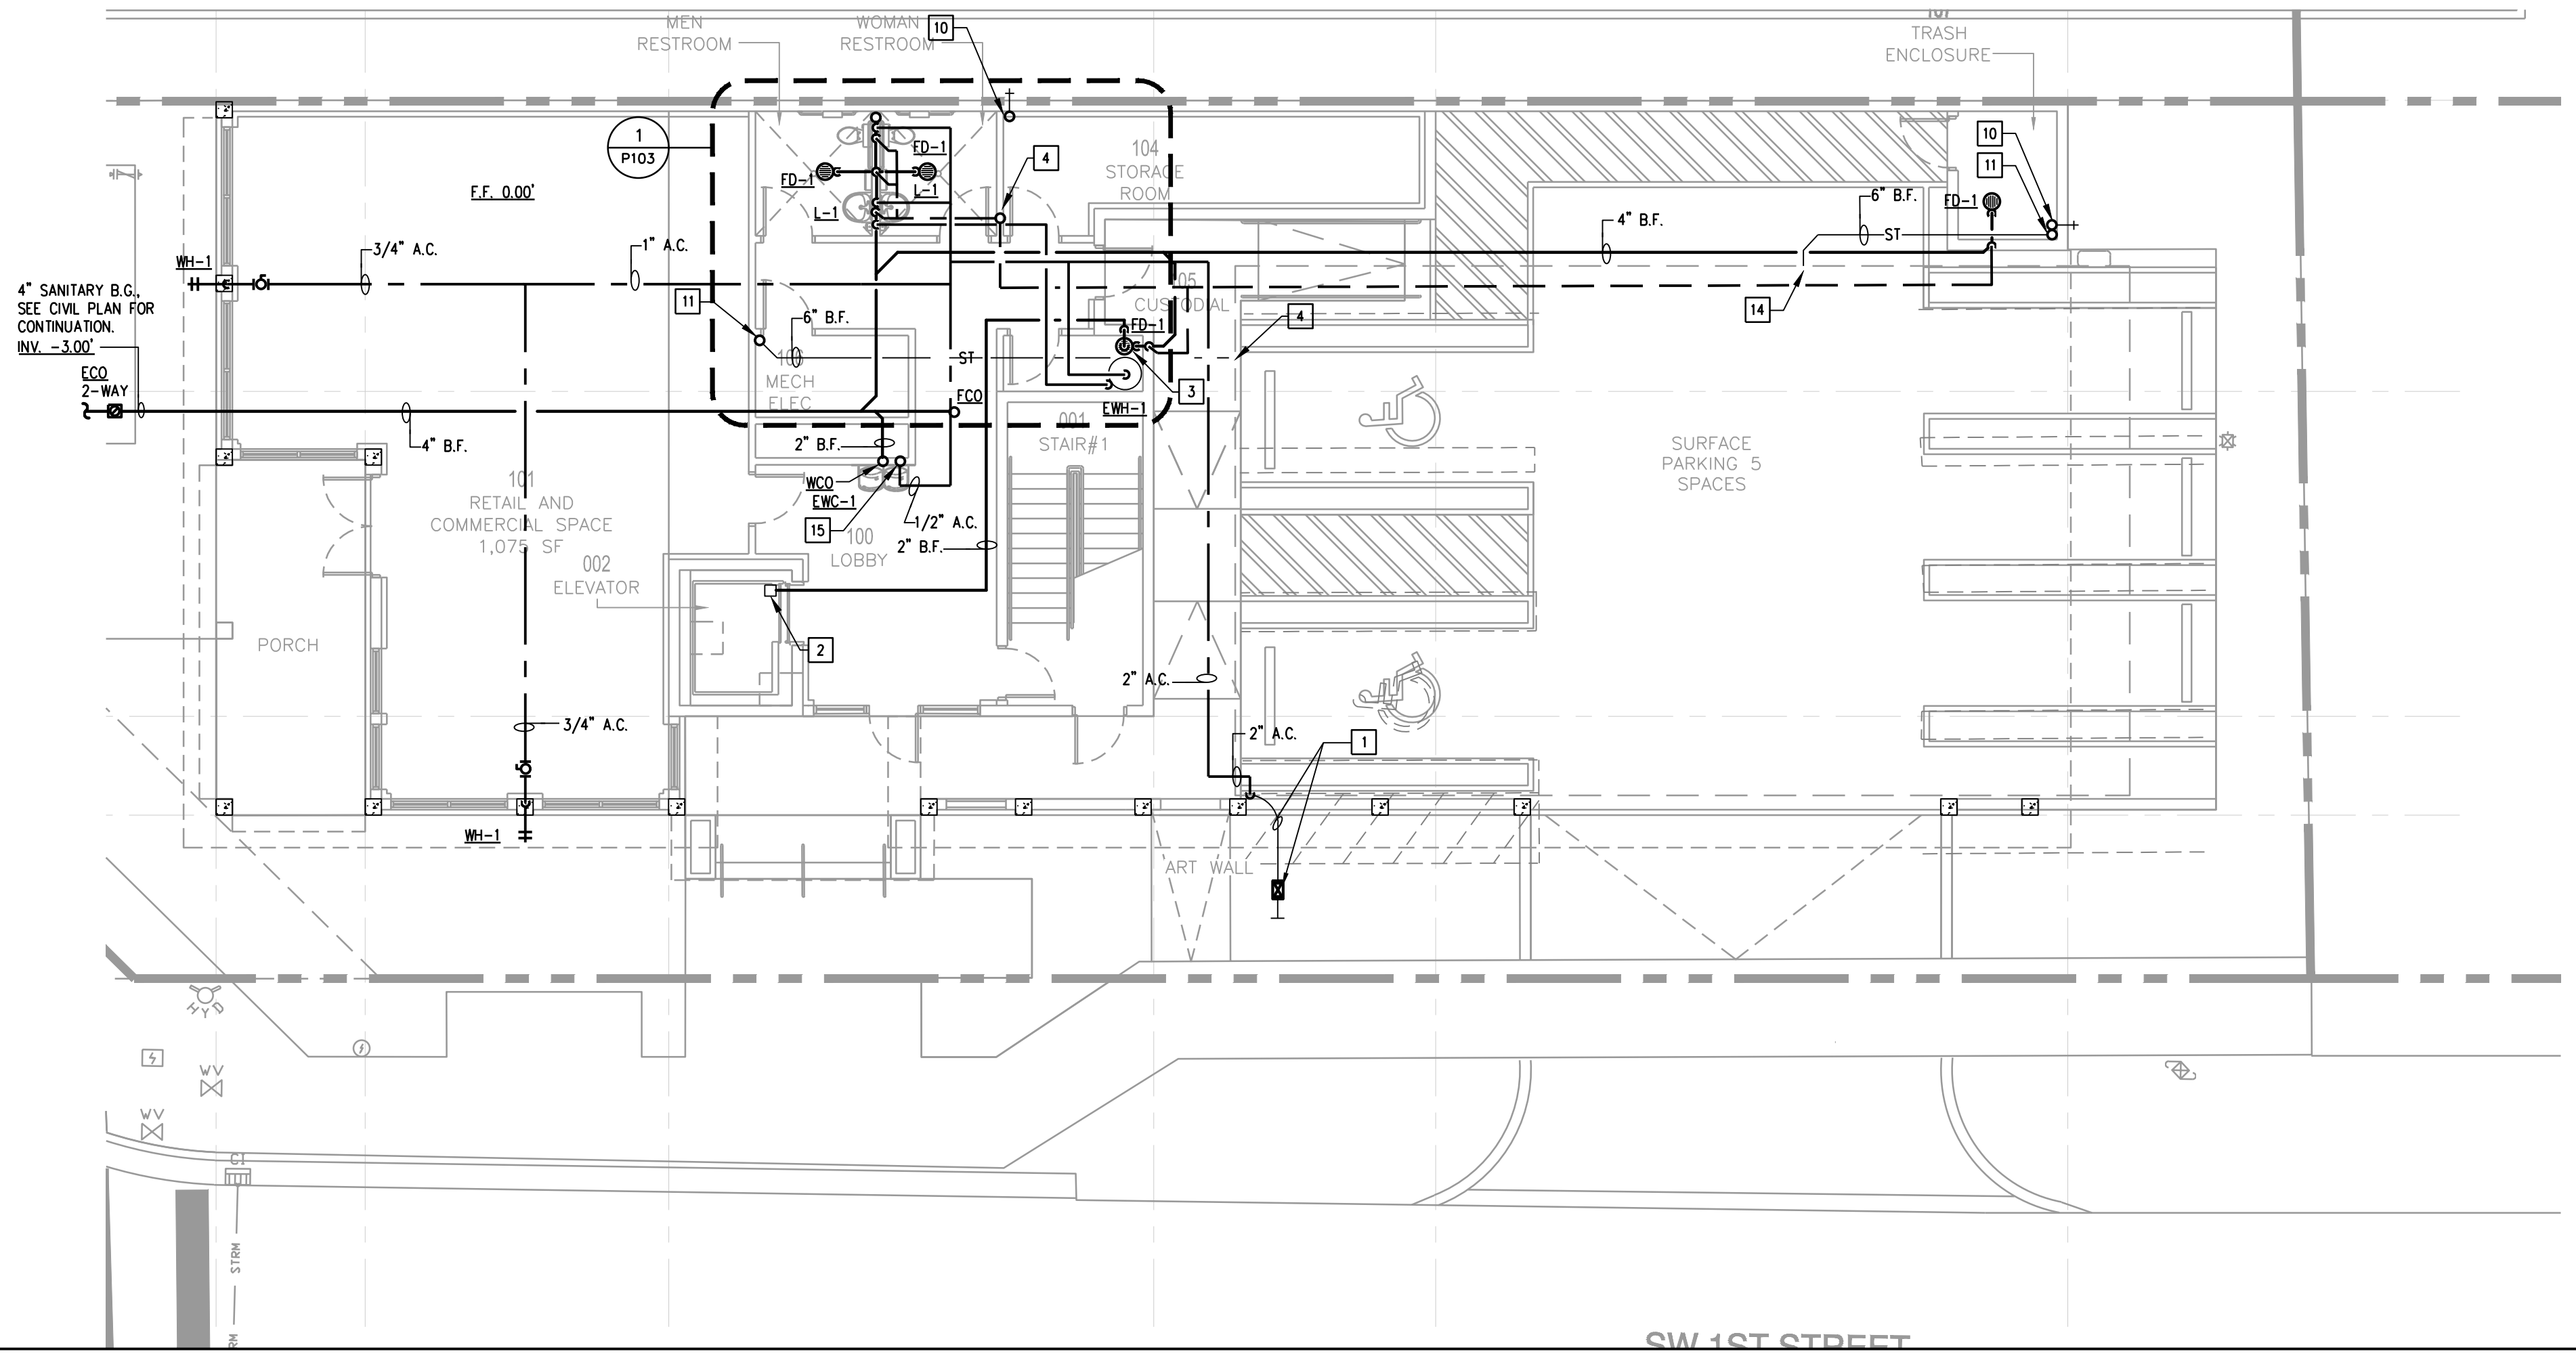 MEN
RESTROOM
WOMAN
RESTROOM
10
TRASH
ENCLOSURE
1
P103
FD-1
FD-1
L-1
L-1
4
104
STORAGE
ROOM
10
11
FD-1
6" B.F.
ST
4" B.F.
F.F. 0.00'
3/4" A.C.
1" A.C.
WH-1
4" SANITARY B.G.,
SEE CIVIL PLAN FOR
CONTINUATION.
INV. -3.00'
ECO
2-WAY
4" B.F.
11
6" B.F.
ST
MECH
ELEC
CUSTODIAL
FD-1
4
14
3
EWH-1
FCO
001
STAIR#1
2" B.F.
WCO
EWC-1
15
1/2" A.C.
2" B.F.
100
LOBBY
101
RETAIL AND
COMMERCIAL SPACE
1,075 SF
002
ELEVATOR
PORCH
2
SURFACE
PARKING 5
SPACES
2" A.C.
2" A.C.
1
3/4" A.C.
WH-1
ART WALL
HYD
WV
WV
CI
STRM
SW 1ST STREET